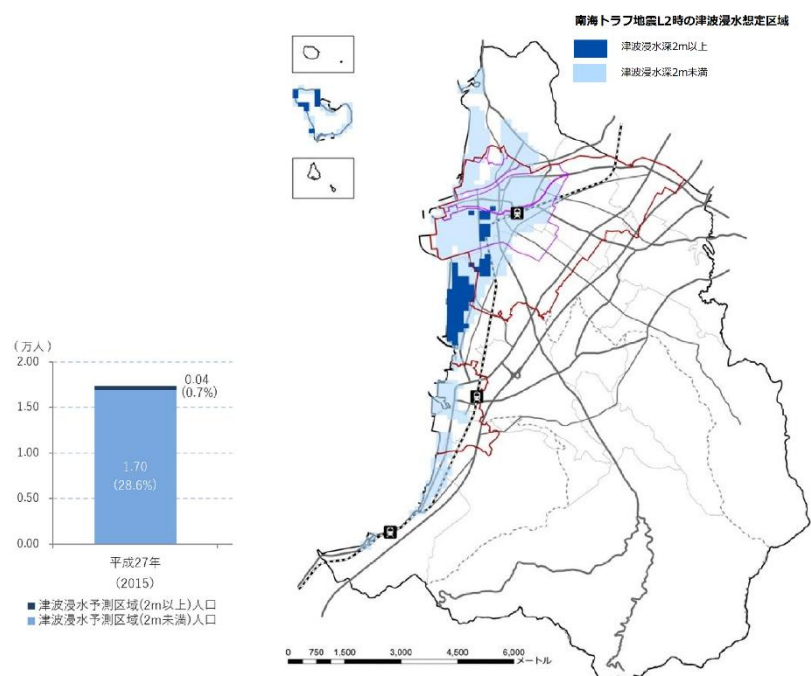 南海トラフ地震L2時の津波浸水想定区域
津波浸水深2m以上
津波浸水深2m未満
(万人)
2.00
1.50
1.00
0.50
0.00
0.04
(0.7%)
1.70
(28.6%)
平成27年
(2015)
津波浸水予測区域(2m以上)人口
津波浸水予測区域(2m未満)人口
0 750 1,500 3,000 4,500 6,000
メートル